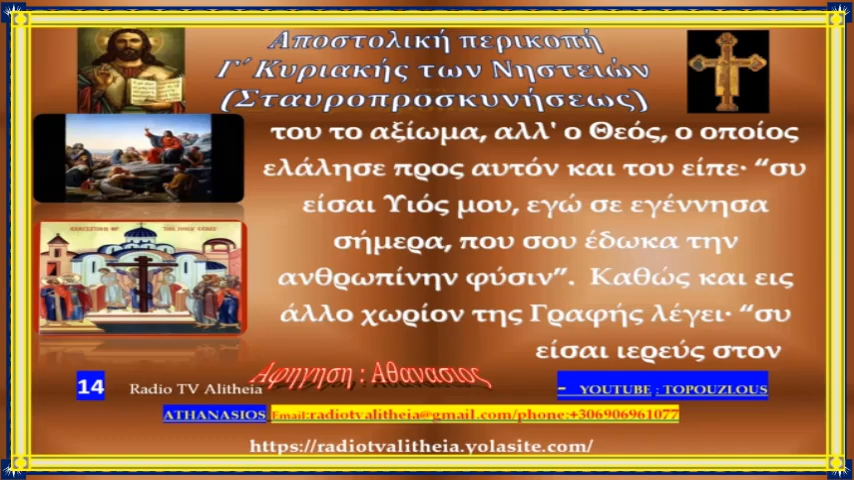 Αποστολική περικοπή
Γ΄ Κυριακής των Νηστειών
(Σταυροπροσκυνήσεως)
του το αξίωμα, αλλ' ο Θεός, ο οποίος
ελάλησε προς αυτόν και του είπε· “συ
είσαι Υιός μου, εγώ σε εγέννησα
σήμερα, που σου έδωκα την
ανθρωπίνην φύσιν”. Καθώς και εις
άλλο χωρίον της Γραφής λέγει· “συ
είσαι ιερεύς στον
Αφηγηση : Αθανασιος
14 Radio TV Alitheia – YOUTUBE : TOPOUZLOUS
ATHANASIOS Email:radiotvalitheia@gmail.com/phone:+306906961077
https://radiotvalitheia.yolasite.com/